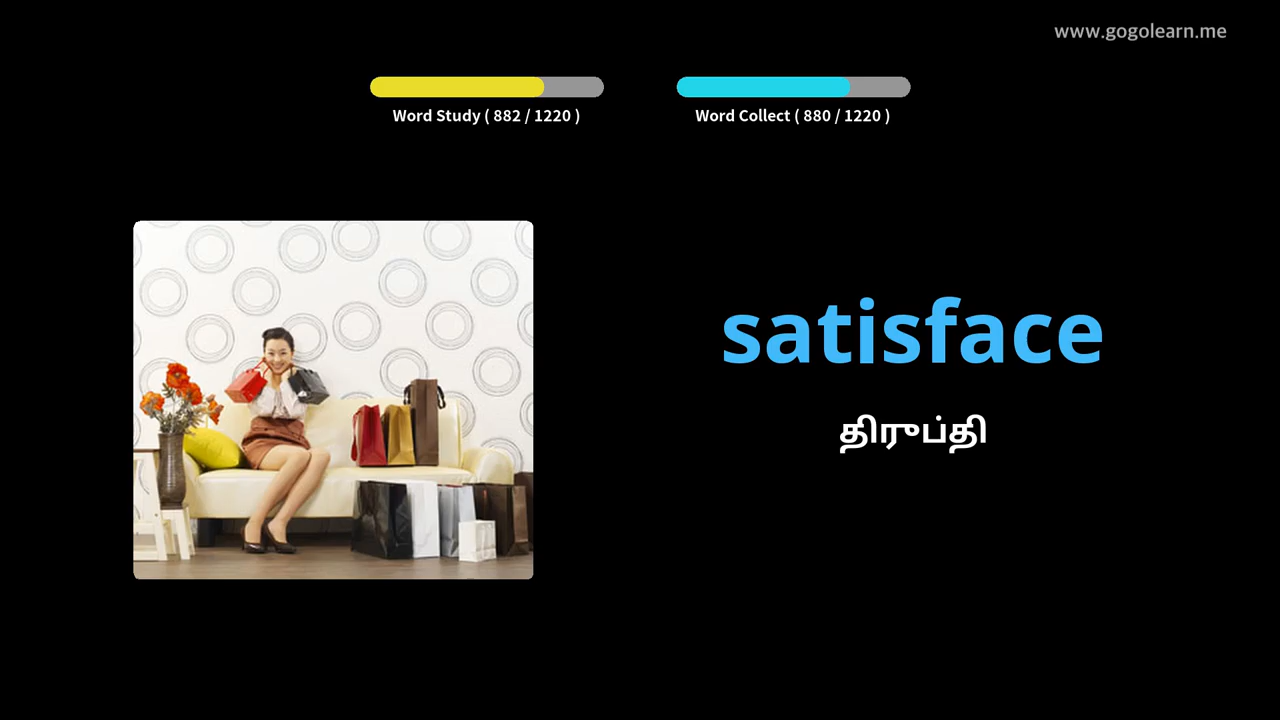 www.gogolearn.me
Word Study ( 882 / 1220 )
Word Collect ( 880 / 1220 )
satisface
திருப்தி